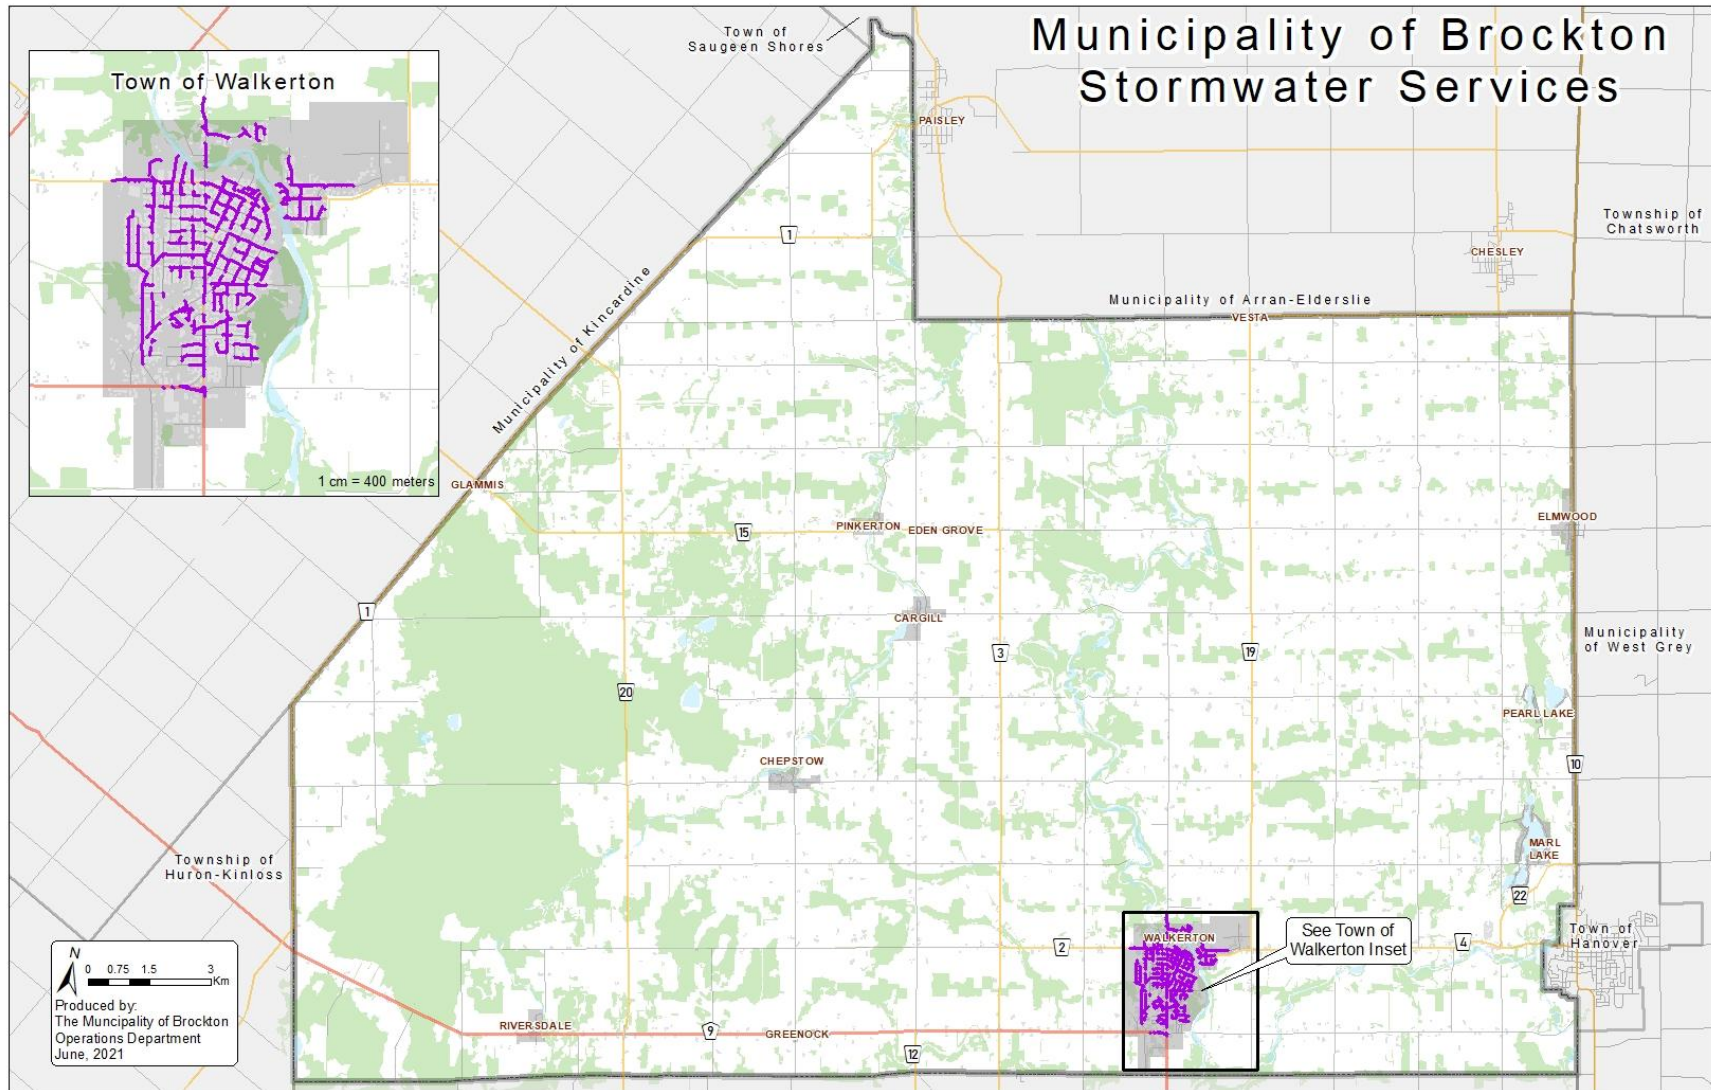 Municipality of Brockton
Stormwater Services
Town of
Saugeen Shores
Town of Walkerton
1 cm = 400 meters
PAISLEY
Township of
Chatsworth
CHESLEY
1
Municipality of Arran-Elderslie
VESTA
Municipality of Kincardine
GLAMMIS
15
PINKERTON
EDEN GROVE
ELMWOOD
1
CARGILL
3
19
Municipality
of West Grey
20
PEARL LAKE
CHEPSTOW
10
MARL
LAKE
Township of
Huron-Kinloss
22
WALKERTON
2
See Town of
Walkerton Inset
4
Town of
Hanover
N
0 0.75 1.5 3
Km
Produced by:
The Muncipality of Brockton
Operations Department
June, 2021
RIVERSDALE
9
GREENOCK
12